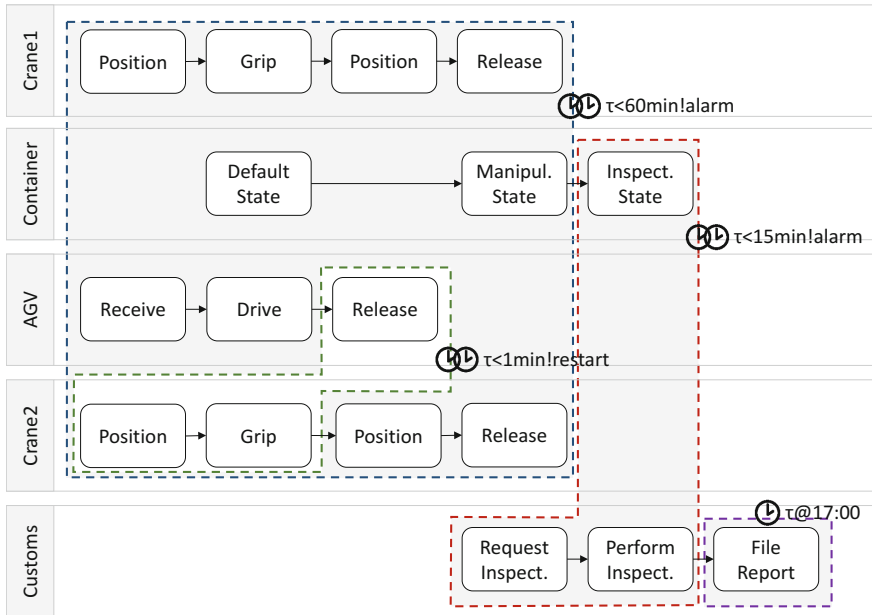 Crane1
Position
Grip
Position
Release
τ<60min!alarm
Container
Default
State
Manipul.
State
Inspect.
State
τ<15min!alarm
AGV
Receive
Drive
Release
τ<1min!restart
Crane2
Position
Grip
Position
Release
τ@17:00
Customs
Request
Inspect.
Perform
Inspect.
File
Report